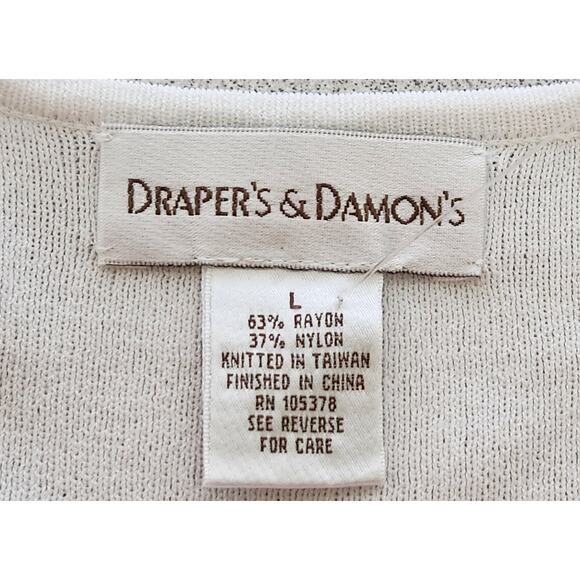 DRAPER'S & DAMON'S
L
63% RAYON
37% NYLON
KNITTED IN TAIWAN
FINISHED IN CHINA
RN 105378
SEE REVERSE
FOR CARE